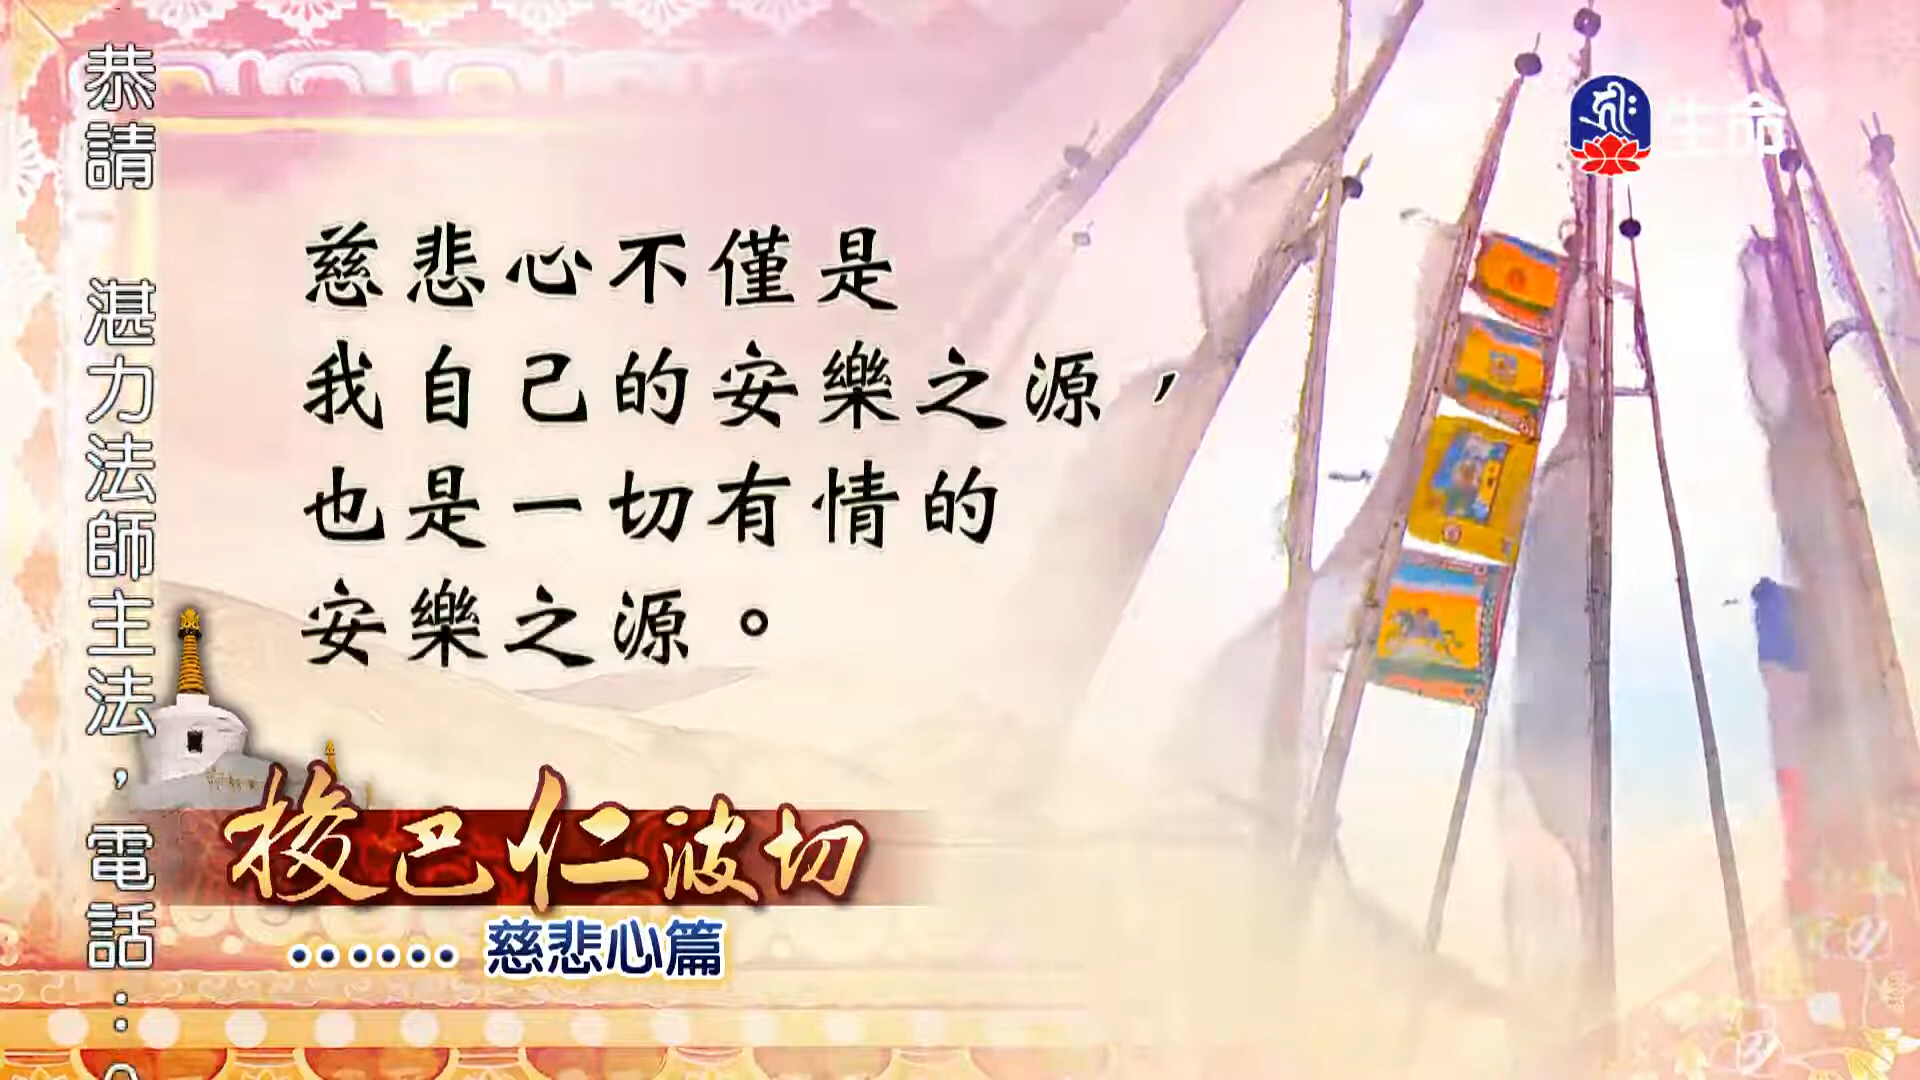 恭請 湛力法師主法，電話：
生命
慈悲心不僅是
我自己的安樂之源，
也是一切有情的
安樂之源。
梭巴仁波切
……慈悲心篇